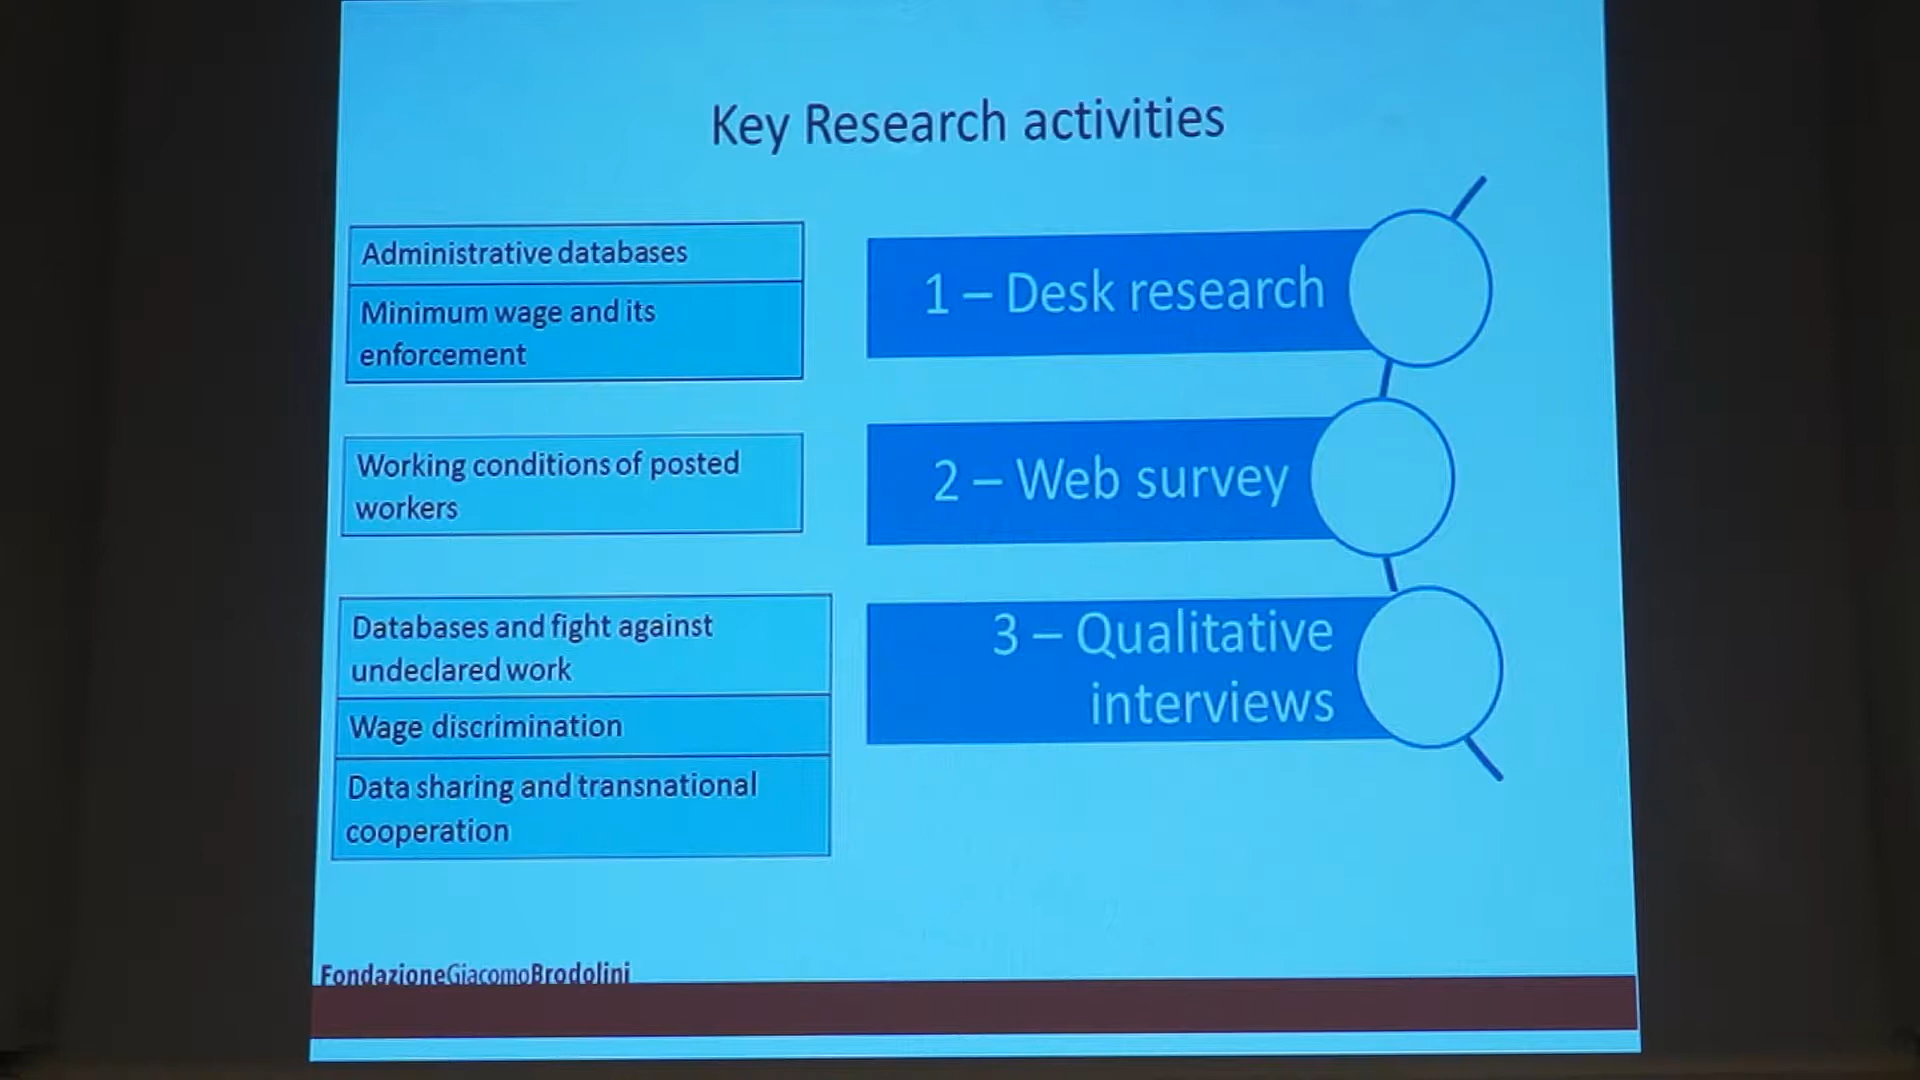 Key Research activities
Administrative databases
Minimum wage and its
enforcement
1 – Desk research
Working conditions of posted
workers
2 – Web survey
Databases and fight against
undeclared work
Wage discrimination
Data sharing and transnational
cooperation
3 – Qualitative
interviews
FondazioneGiacomoBrodolini